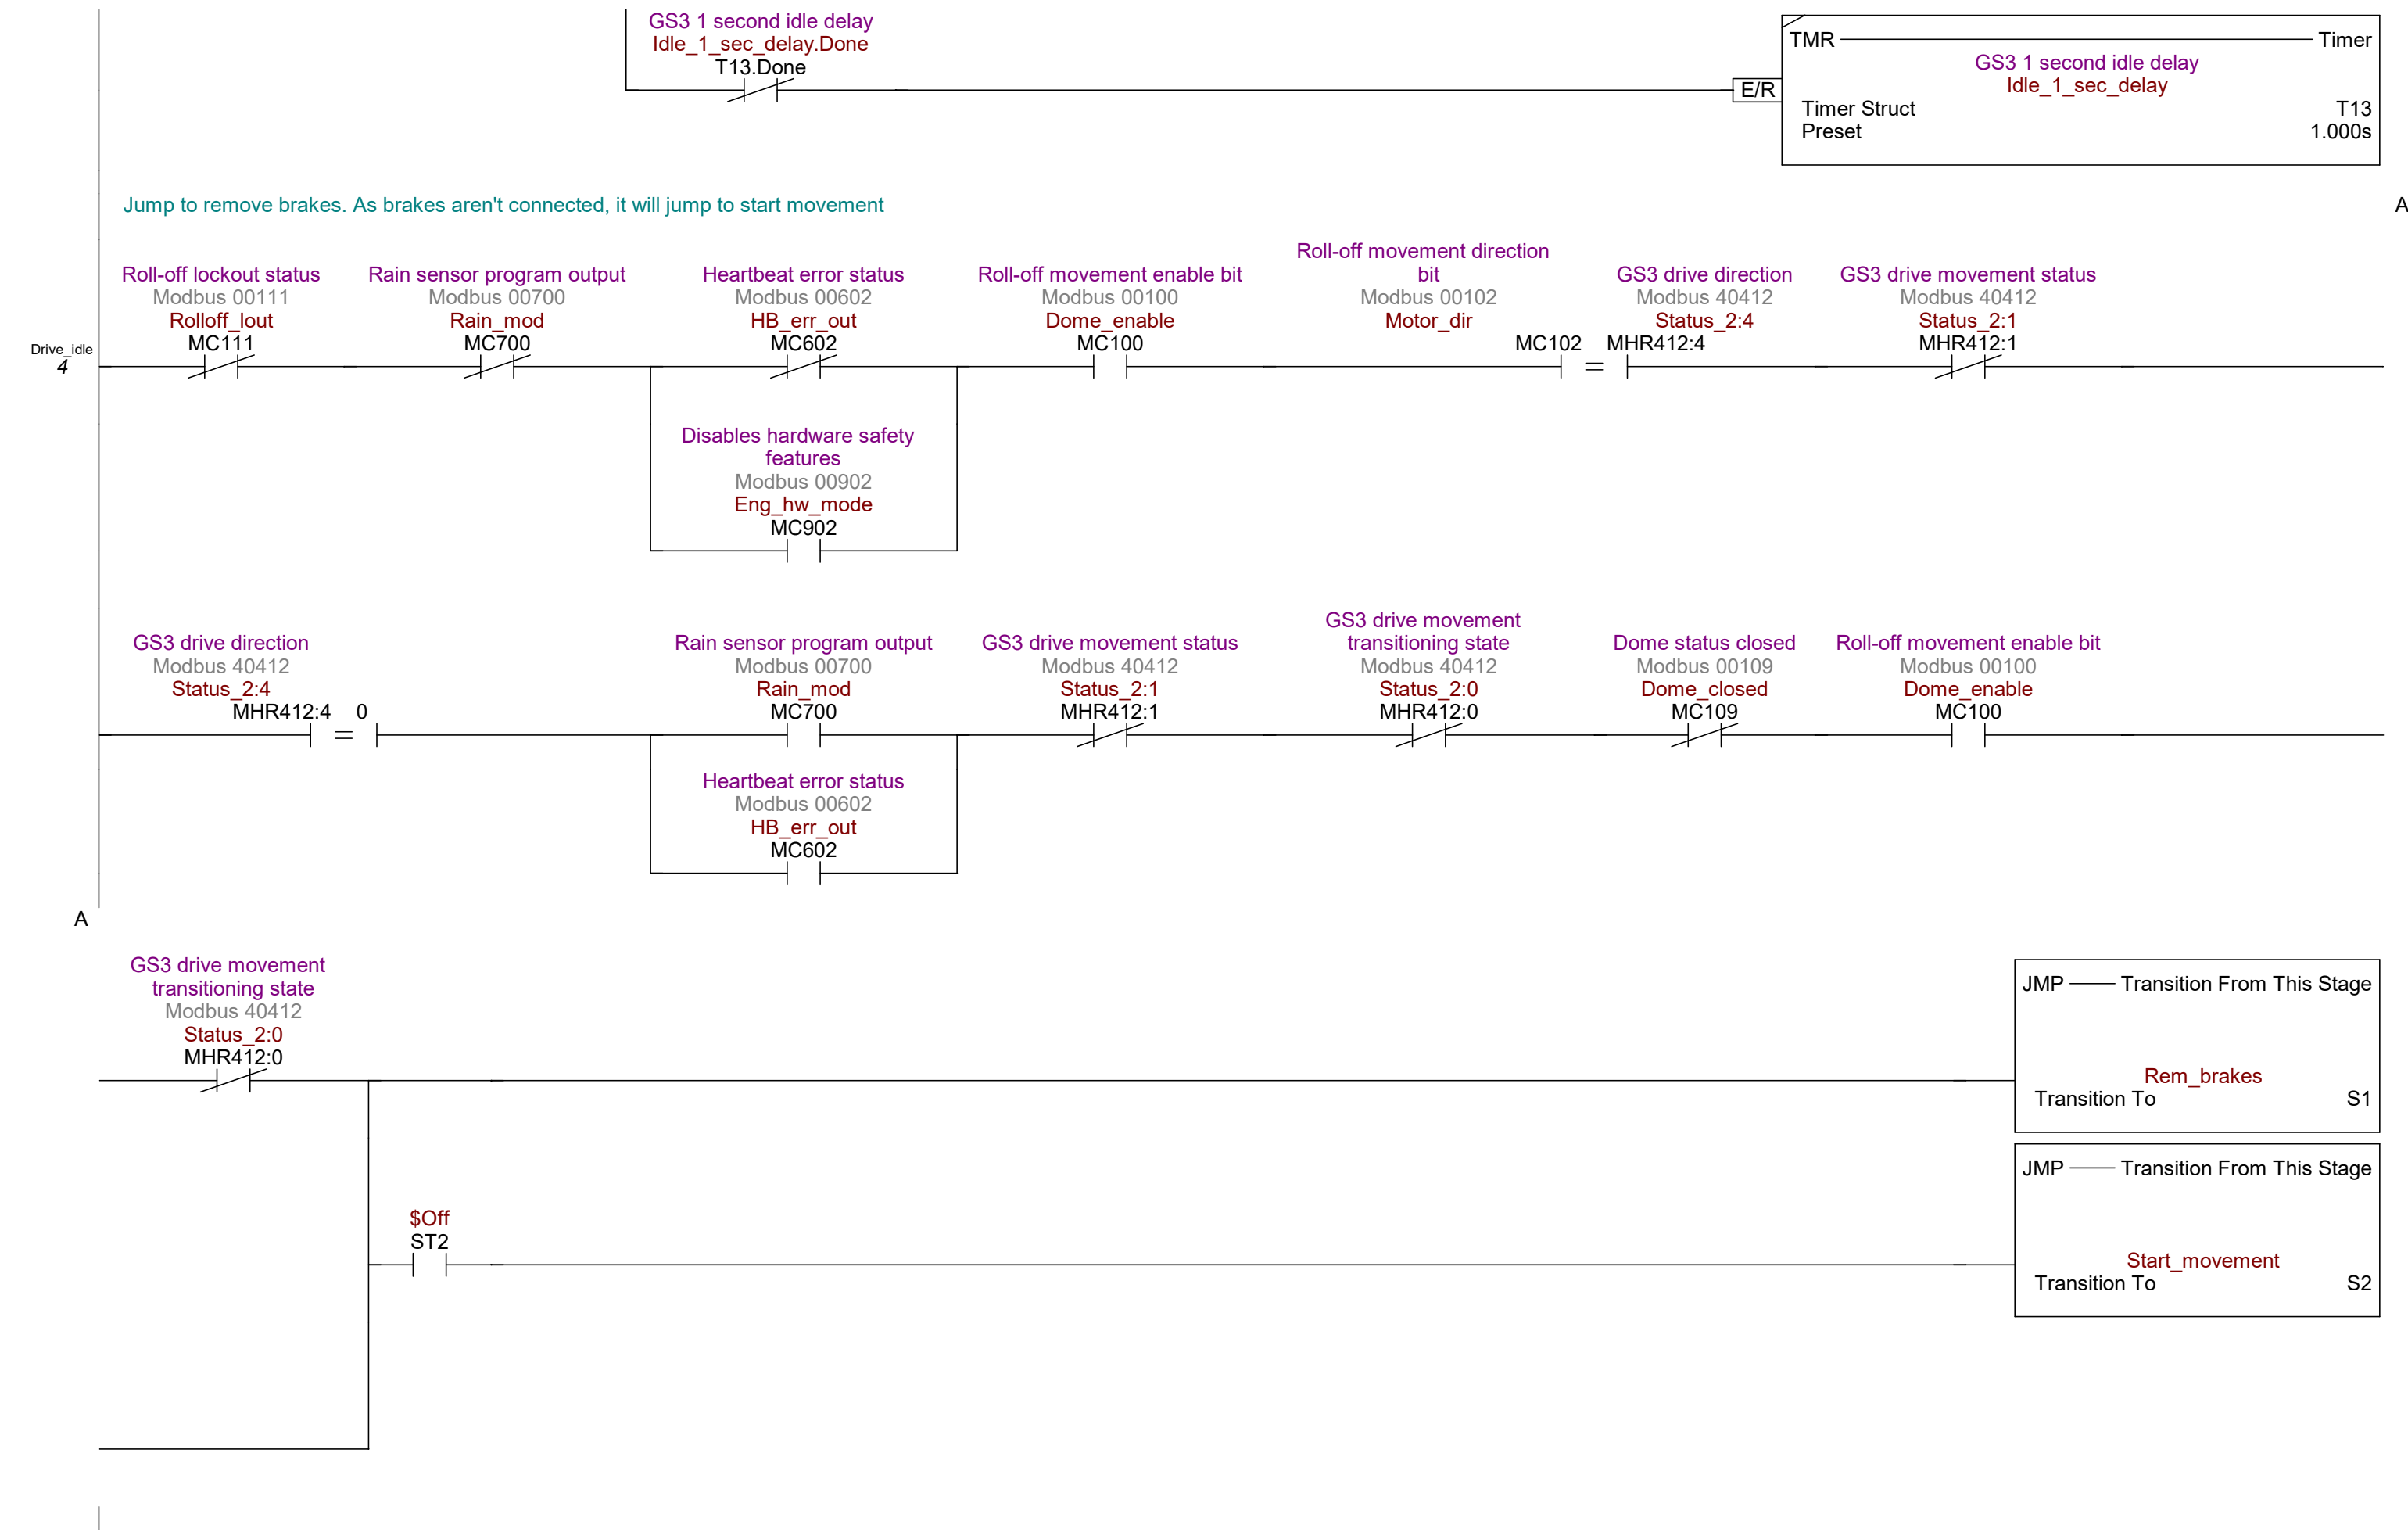 GS3 1 second idle delay
Idle_1_sec_delay.Done
T13.Done
E/R
TMR Timer
GS3 1 second idle delay
Idle_1_sec_delay
Timer Struct T13
Preset 1.000s
Jump to remove brakes. As brakes aren't connected, it will jump to start movement
A
Drive_idle
4
Roll-off lockout status
Modbus 00111
Rolloff_lout
MC111
Rain sensor program output
Modbus 00700
Rain_mod
MC700
Heartbeat error status
Modbus 00602
HB_err_out
MC602
Roll-off movement enable bit
Modbus 00100
Dome_enable
MC100
Roll-off movement direction
bit
Modbus 00102
Motor_dir
MC102
=
GS3 drive direction
Modbus 40412
Status_2:4
MHR412:4
GS3 drive movement status
Modbus 40412
Status_2:1
MHR412:1
Disables hardware safety
features
Modbus 00902
Eng_hw_mode
MC902
GS3 drive direction
Modbus 40412
Status_2:4
MHR412:4 = 0
Rain sensor program output
Modbus 00700
Rain_mod
MC700
GS3 drive movement status
Modbus 40412
Status_2:1
MHR412:1
GS3 drive movement
transitioning state
Modbus 40412
Status_2:0
MHR412:0
Dome status closed
Modbus 00109
Dome_closed
MC109
Roll-off movement enable bit
Modbus 00100
Dome_enable
MC100
Heartbeat error status
Modbus 00602
HB_err_out
MC602
A
GS3 drive movement
transitioning state
Modbus 40412
Status_2:0
MHR412:0
JMP Transition From This Stage
Rem_brakes
Transition To S1
$Off
ST2
JMP Transition From This Stage
Start_movement
Transition To S2